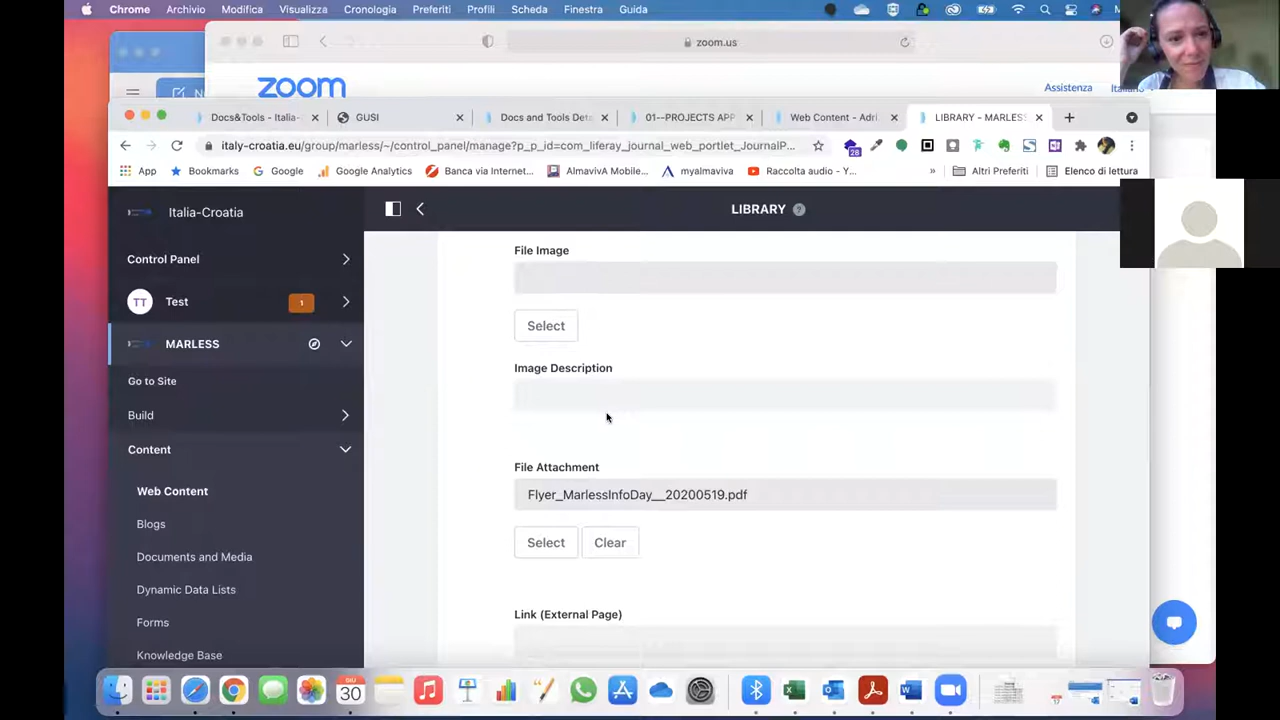 Chrome Archivio Modifica Visualizza Cronologia Preferiti Profili Scheda Finestra Guida
zoom.us
zoom
Assistenza
Docs&Tools - Italia-
GUSI
Docs and Tools Deta
01--PROJECTS APP
Web Content - Adri
LIBRARY - MARLESS
italy-croatia.eu/group/marless/~/control_panel/manage?p_p_id=com_liferay_journal_web_portlet_JournalP...
28
App
Bookmarks
Google
Google Analytics
Banca via Internet...
AlmavivA Mobile...
myalmaviva
Raccolta audio - Y...
»
Altri Preferiti
Elenco di lettura
Italia-Croatia
LIBRARY ?
Control Panel
TT Test 1
MARLESS
Go to Site
Build
Content
Web Content
Blogs
Documents and Media
Dynamic Data Lists
Forms
Knowledge Base
File Image
Select
Image Description
File Attachment
Flyer_MarlessInfoDay__20200519.pdf
Select Clear
Link (External Page)
30